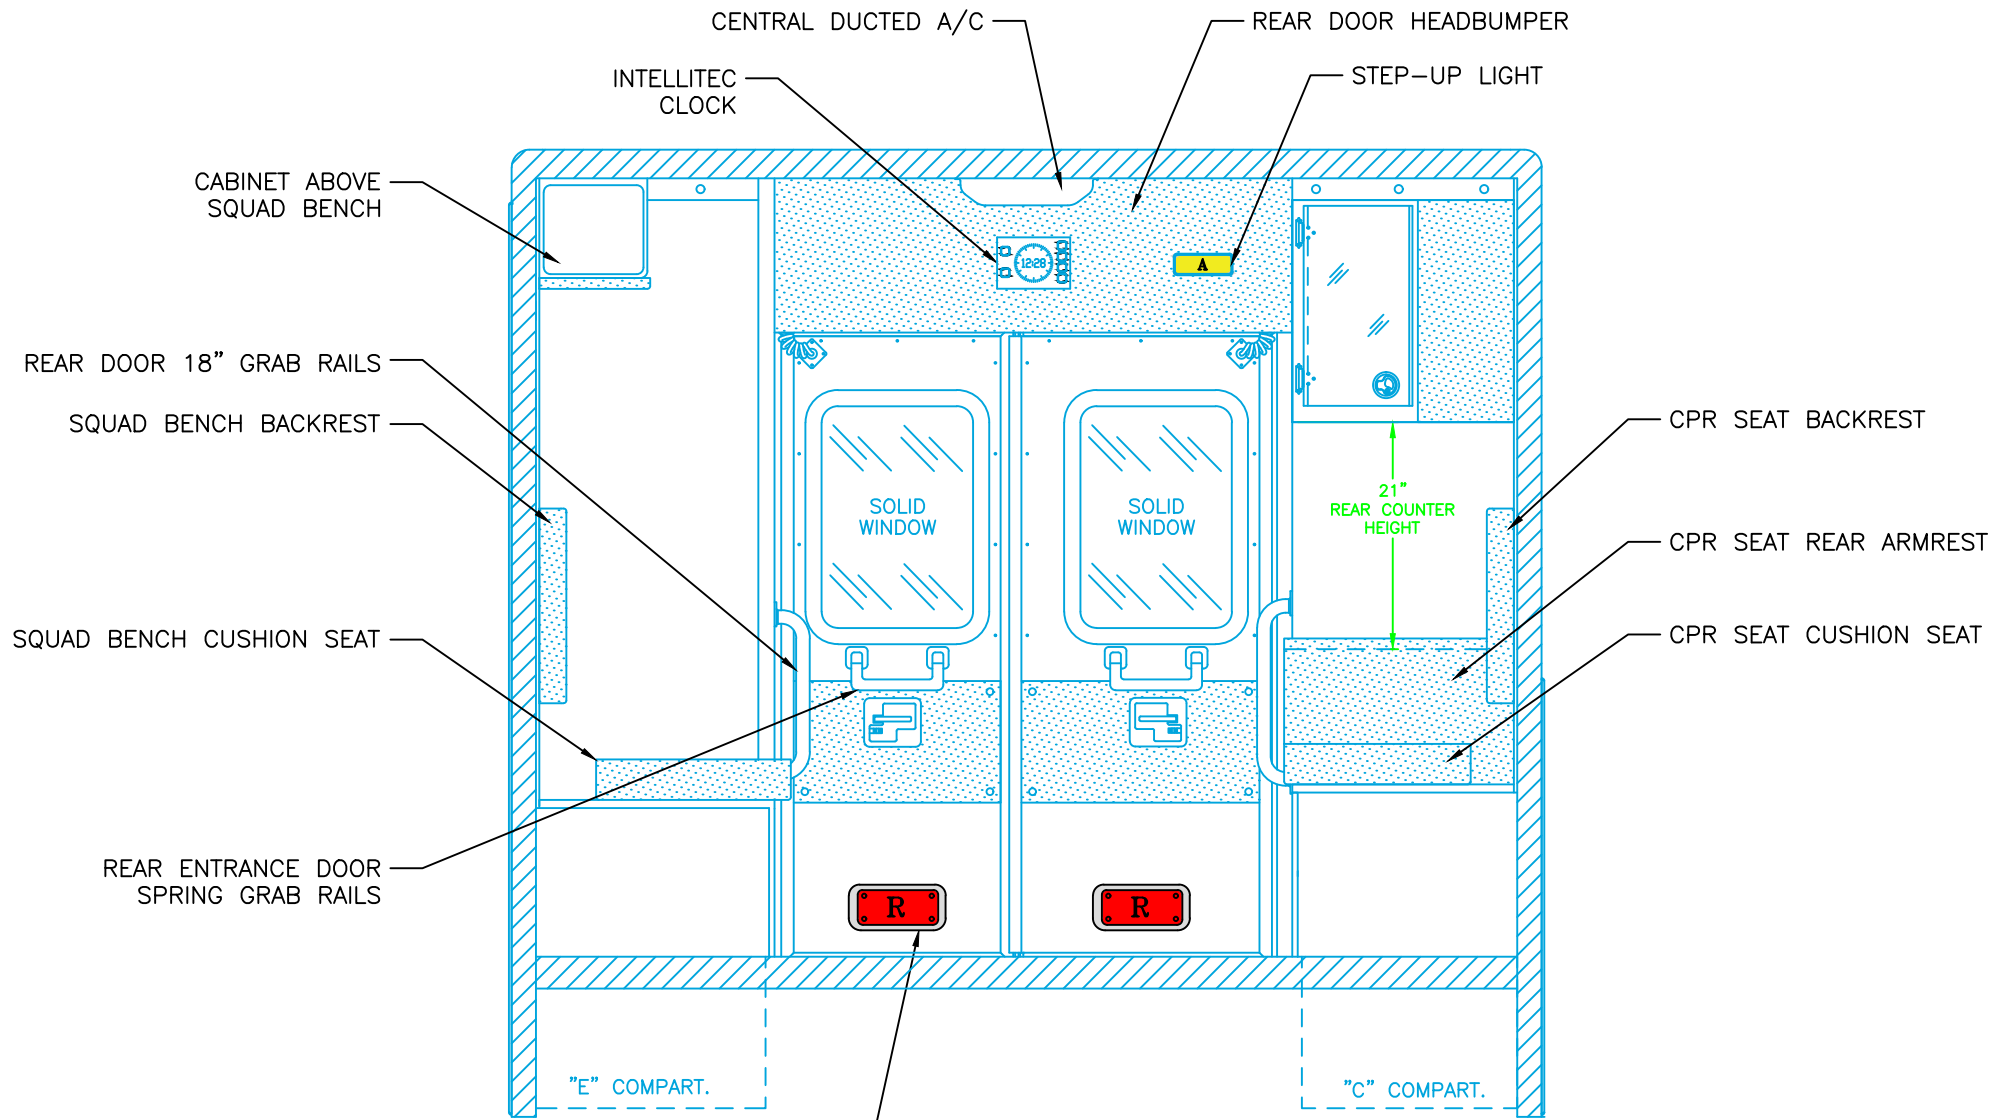 CENTRAL DUCTED A/C
REAR DOOR HEADBUMPER
INTELLITEC
CLOCK
STEP-UP LIGHT
CABINET ABOVE
SQUAD BENCH
12:28
A
REAR DOOR 18" GRAB RAILS
SQUAD BENCH BACKREST
CPR SEAT BACKREST
SOLID
WINDOW
SOLID
WINDOW
21"
REAR COUNTER
HEIGHT
CPR SEAT REAR ARMREST
SQUAD BENCH CUSHION SEAT
CPR SEAT CUSHION SEAT
REAR ENTRANCE DOOR
SPRING GRAB RAILS
R
R
"E" COMPART.
"C" COMPART.